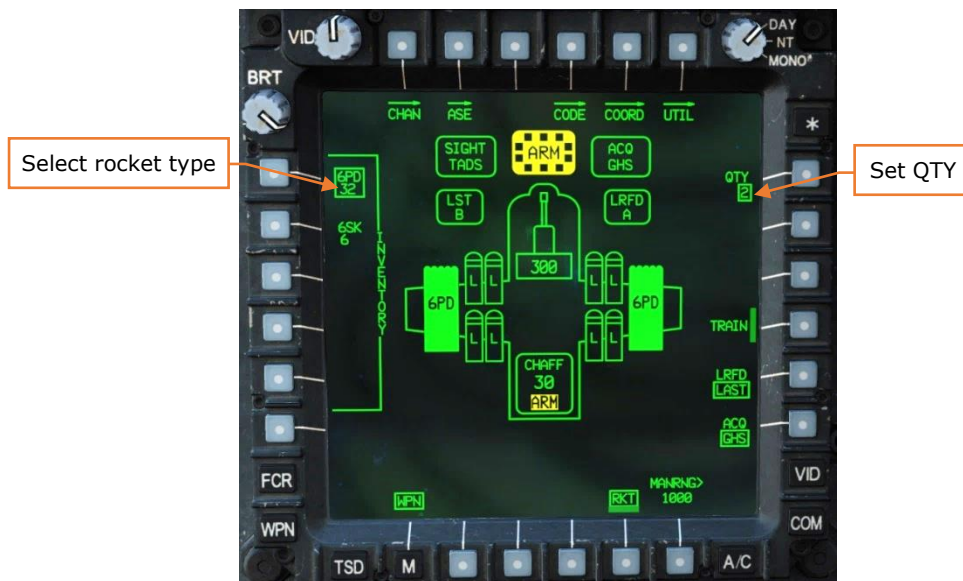 VID
DAY
NT
MONO*
BRT
CHAN
ASE
CODE
COORD
UTIL
*
Select rocket type
Set QTY
6PD
32
6SK
6
INVENTORY
SIGHT
TADS
ARM
ACQ
GHS
LST
B
LRFD
A
QTY
2
300
6PD
6PD
L L
L L
L L
L L
TRAIN
CHAFF
30
ARM
LRFD
LAST
ACQ
GHS
FCR
VID
WPN
RKT
MANRNG>
1000
WPN
COM
TSD
M
A/C